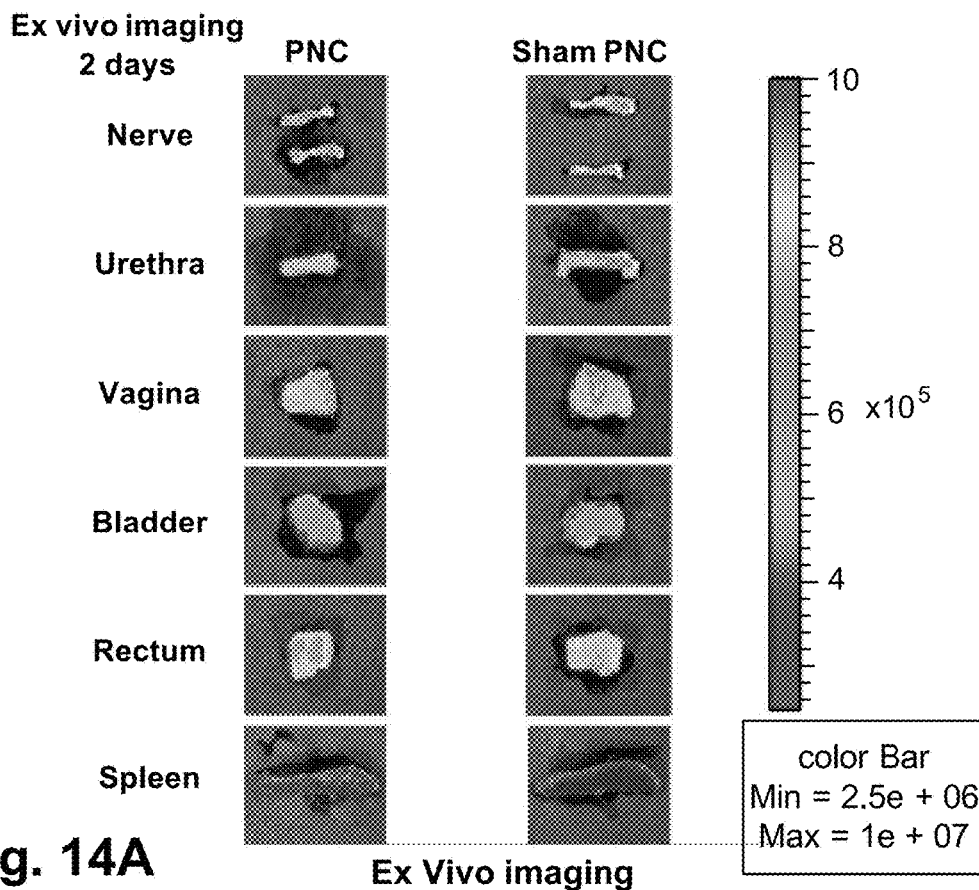 Ex vivo imaging
2 days
PNC
Sham PNC
Nerve
Urethra
Vagina
Bladder
Rectum
Spleen
10
8
6 x10^5
4
color Bar
Min = 2.5e + 06
Max = 1e + 07
g. 14A
Ex Vivo imaging